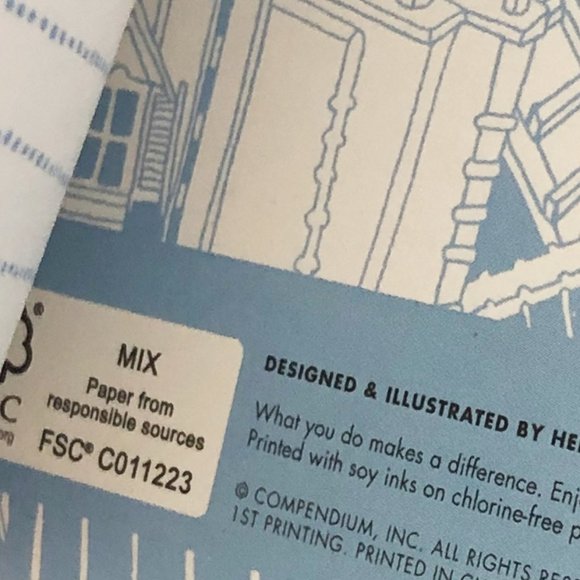 ®
C
org
MIX
Paper from
responsible sources
FSC® C011223
DESIGNED & ILLUSTRATED BY
What you do makes a difference.
Printed with soy inks on chlorine-free
© COMPENDIUM, INC. ALL RIGHTS
1ST PRINTING. PRINTED IN